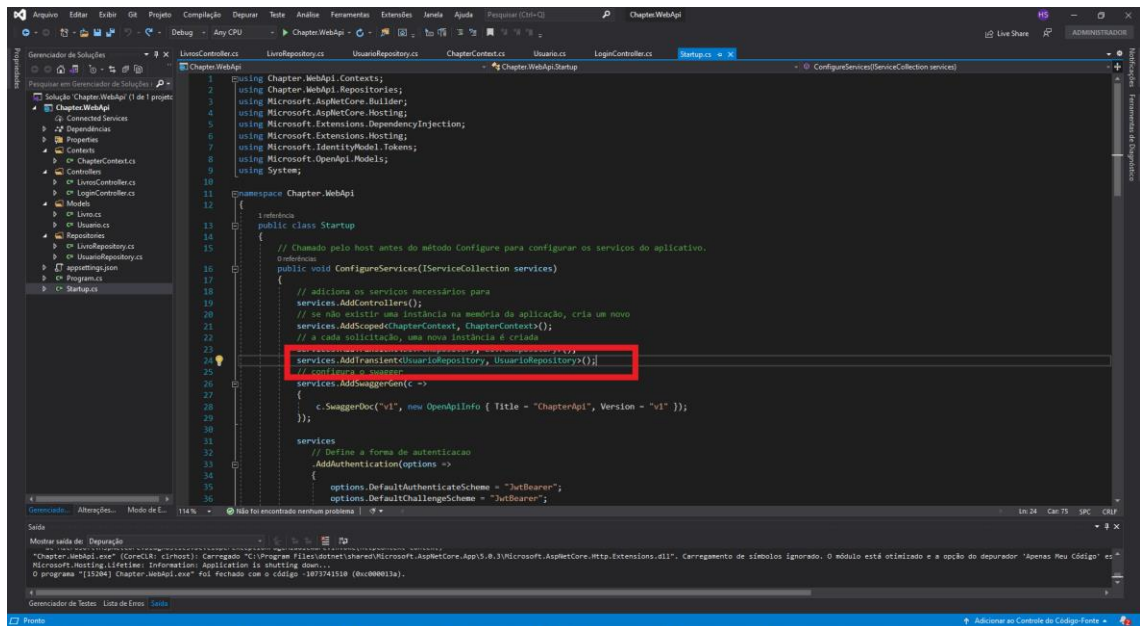 Arquivo Editar Exibir Git Projeto Compilação Depurar Teste Análise Ferramentas Extensões Janela Ajuda Pesquisar (Ctrl+Q) Chapter.WebApi HS
Debug Any CPU Chapter.WebApi Live Share ADMINISTRADOR
Propriedades
Gerenciador de Soluções
LivrosController.cs LivroRepository.cs UsuarioRepository.cs ChapterContext.cs Usuario.cs LoginController.cs Startup.cs
Chapter.WebApi Chapter.WebApi.Startup ConfigureServices(IServiceCollection services)
Notificações
Ferramentas de Diagnóstico
Pesquisar em Gerenciador de Soluções
Solução 'Chapter.WebApi' (1 de 1 projeto
Chapter.WebApi
Connected Services
Dependências
Properties
Contexts
ChapterContext.cs
Controllers
LivrosController.cs
LoginController.cs
Models
Livro.cs
Usuario.cs
Repositories
LivroRepository.cs
UsuarioRepository.cs
appsettings.json
Program.cs
Startup.cs
1 using Chapter.WebApi.Contexts;
2 using Chapter.WebApi.Repositories;
3 using Microsoft.AspNetCore.Builder;
4 using Microsoft.AspNetCore.Hosting;
5 using Microsoft.Extensions.DependencyInjection;
6 using Microsoft.Extensions.Hosting;
7 using Microsoft.IdentityModel.Tokens;
8 using Microsoft.OpenApi.Models;
9 using System;
10
11 namespace Chapter.WebApi
12 {
1 referência
13 public class Startup
14 {
15 // Chamado pelo host antes do método Configure para configurar os serviços do aplicativo.
0 referências
16 public void ConfigureServices(IServiceCollection services)
17 {
18 // adiciona os serviços necessários para
19 services.AddControllers();
20 // se não existir uma instância na memória da aplicação, cria um novo
21 services.AddScoped<ChapterContext, ChapterContext>();
22 // a cada solicitação, uma nova instância é criada
23
24 services.AddTransient<UsuarioRepository, UsuarioRepository>();
25 // configura o swagger
26 services.AddSwaggerGen(c =>
27 {
28 c.SwaggerDoc("v1", new OpenApiInfo { Title = "ChapterApi", Version = "v1" });
29 });
30
31 services
32 // Define a forma de autenticacao
33 .AddAuthentication(options =>
34 {
35 options.DefaultAuthenticateScheme = "JwtBearer";
36 options.DefaultChallengeScheme = "JwtBearer";
Gerenciado... Alterações... Modo de E... 114 % Não foi encontrado nenhum problema Ln: 24 Car: 75 SPC CRLF
Saída
Mostrar saída de: Depuração
"Chapter.WebApi.exe" (CoreCLR: clrhost): Carregado "C:\Program Files\dotnet\shared\Microsoft.AspNetCore.App\5.0.3\Microsoft.AspNetCore.Http.Extensions.dll". Carregamento de símbolos ignorado. O módulo está otimizado e a opção do depurador 'Apenas Meu Código' es
Microsoft.Hosting.Lifetime: Information: Application is shutting down...
O programa "[15204] Chapter.WebApi.exe" foi fechado com o código -1073741510 (0xc000013a).
Gerenciador de Testes Lista de Erros Saída
Pronto Adicionar ao Controle do Código-Fonte 2